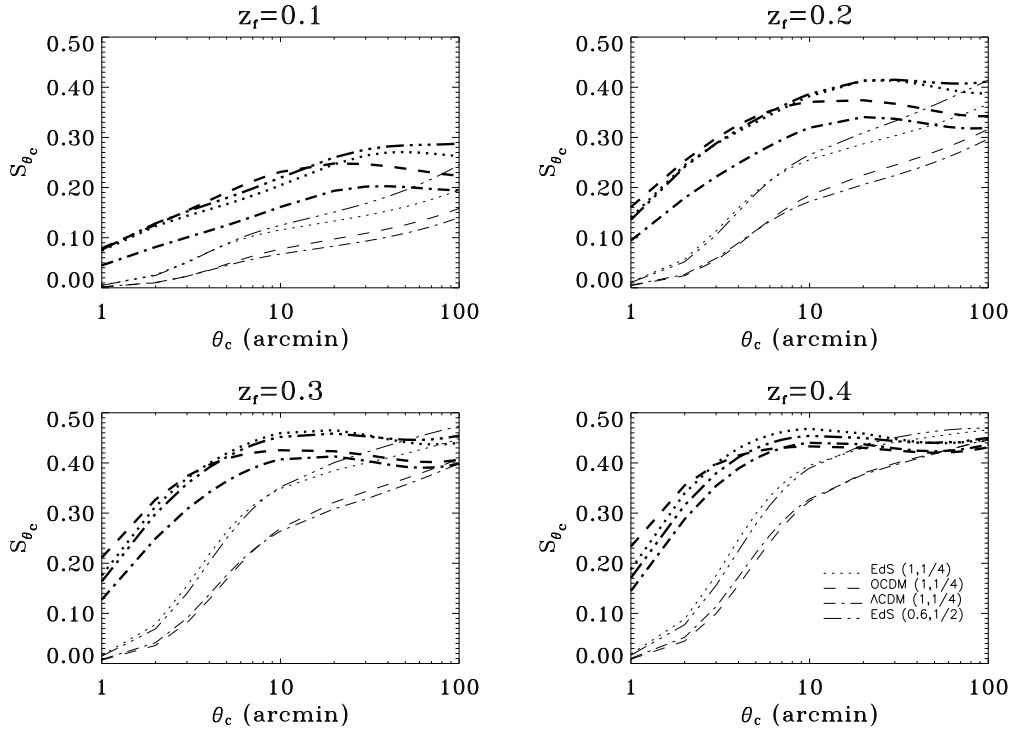 z_f=0.1
0.50
0.40
0.30
0.20
0.10
0.00
S_θc
1 10 100
θ_c (arcmin)
z_f=0.2
0.50
0.40
0.30
0.20
0.10
0.00
S_θc
1 10 100
θ_c (arcmin)
z_f=0.3
0.50
0.40
0.30
0.20
0.10
0.00
S_θc
1 10 100
θ_c (arcmin)
z_f=0.4
0.50
0.40
0.30
0.20
0.10
0.00
S_θc
EdS (1,1/4)
OCDM (1,1/4)
ΛCDM (1,1/4)
EdS (0.6,1/2)
1 10 100
θ_c (arcmin)